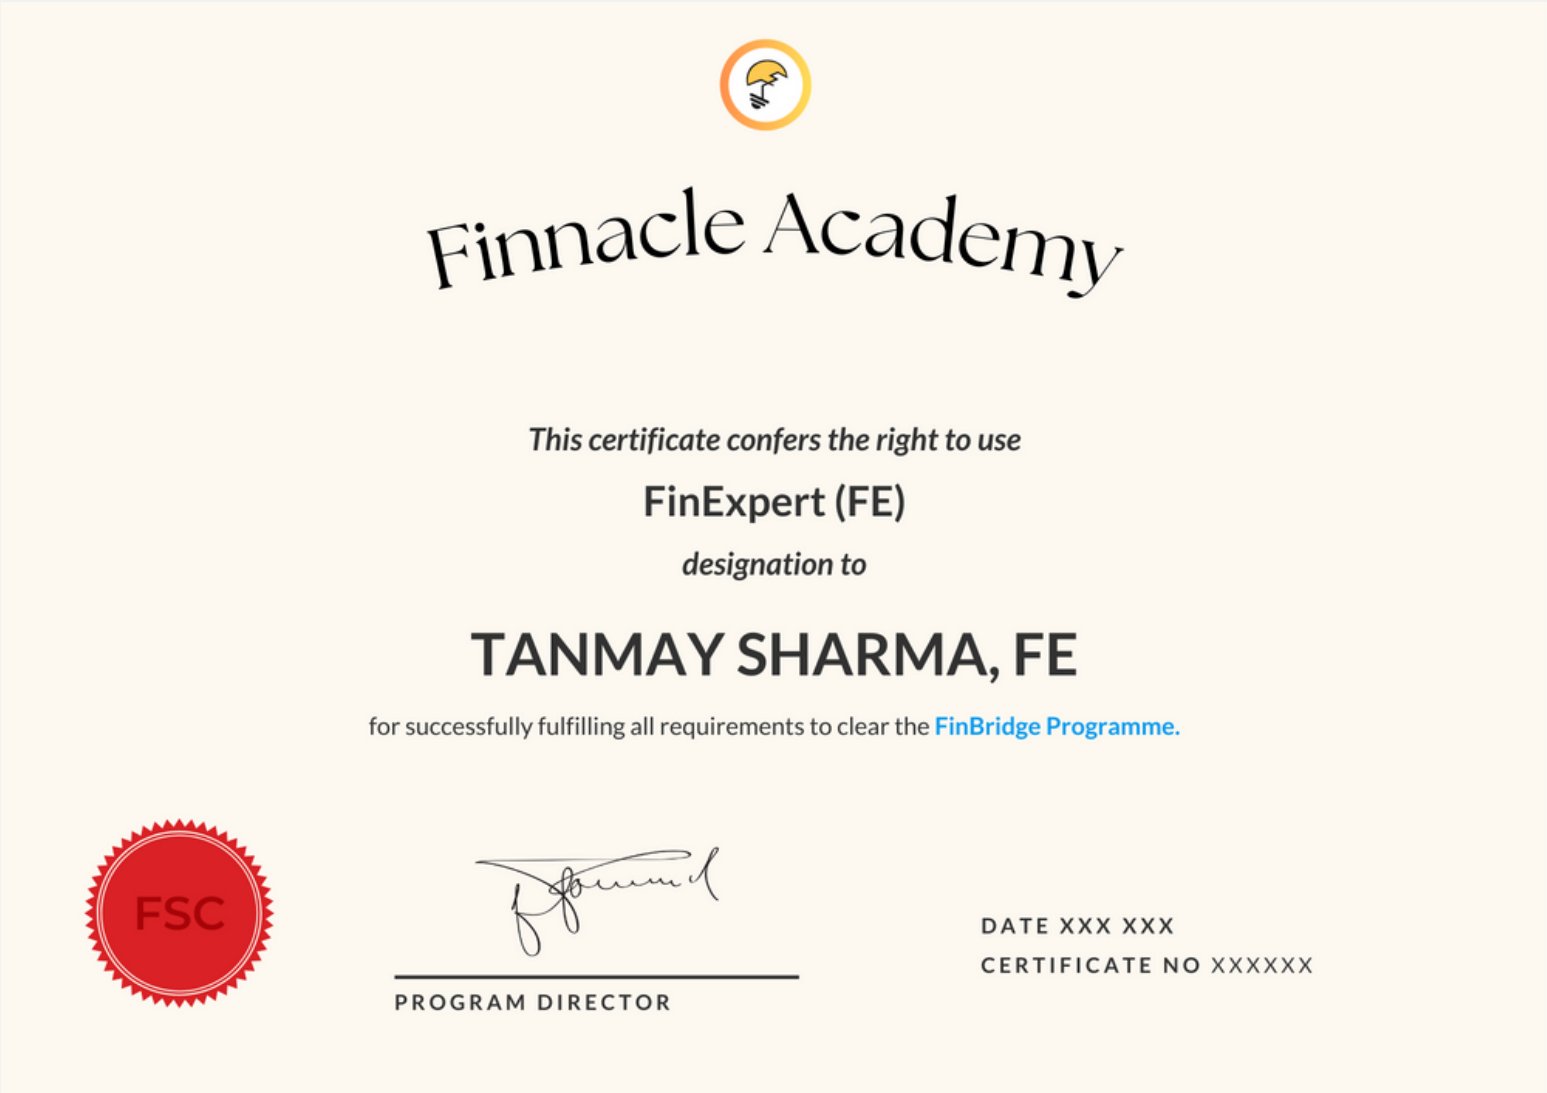 Finnacle Academy
This certificate confers the right to use
FinExpert (FE)
designation to
TANMAY SHARMA, FE
for successfully fulfilling all requirements to clear the FinBridge Programme.
FSC
PROGRAM DIRECTOR
DATE XXX XXX
CERTIFICATE NO XXXXXX